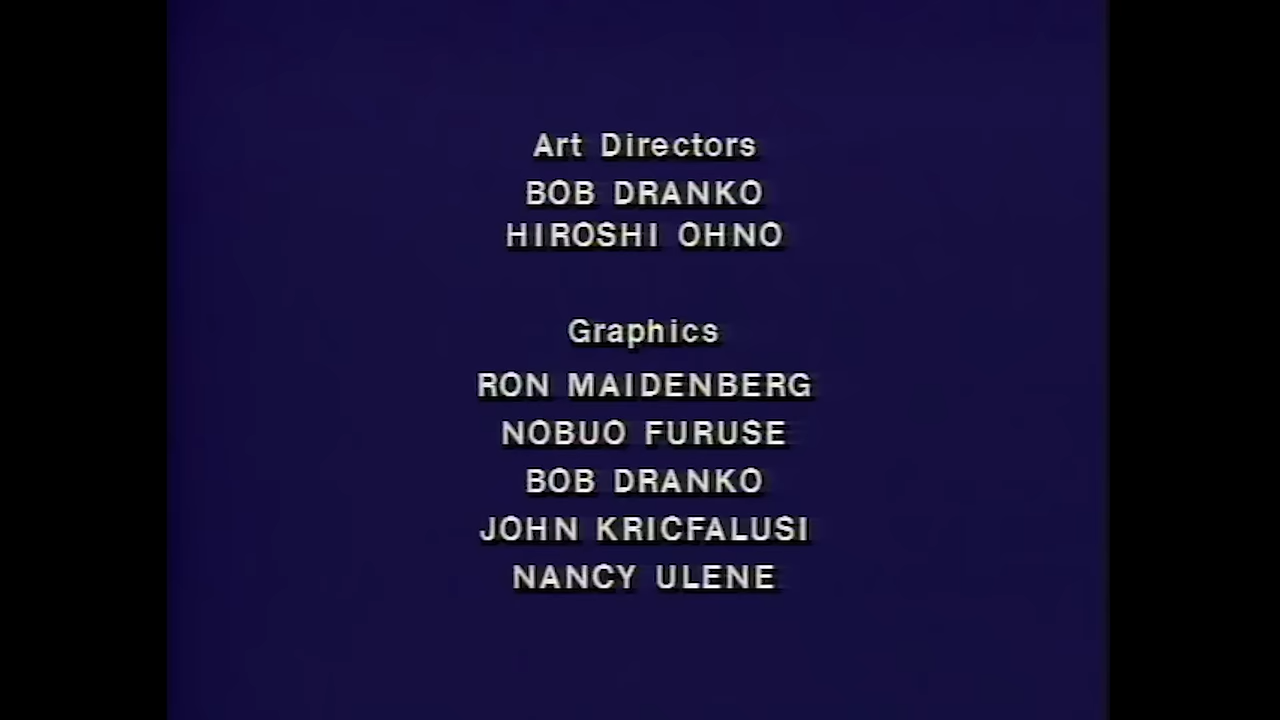 Art Directors
BOB DRANKO
HIROSHI OHNO
Graphics
RON MAIDENBERG
NOBUO FURUSE
BOB DRANKO
JOHN KRICFALUSI
NANCY ULENE